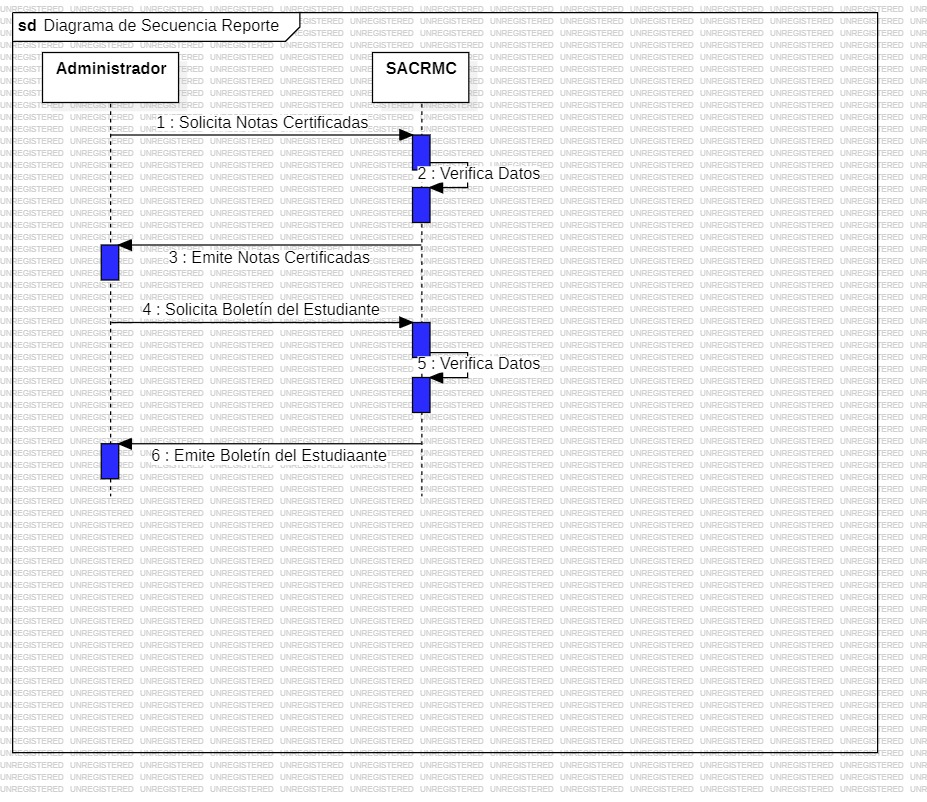 sd Diagrama de Secuencia Reporte
Administrador
SACRMC
1 : Solicita Notas Certificadas
2 : Verifica Datos
3 : Emite Notas Certificadas
4 : Solicita Boletín del Estudiante
5 : Verifica Datos
6 : Emite Boletín del Estudiaante
UNREGISTERED